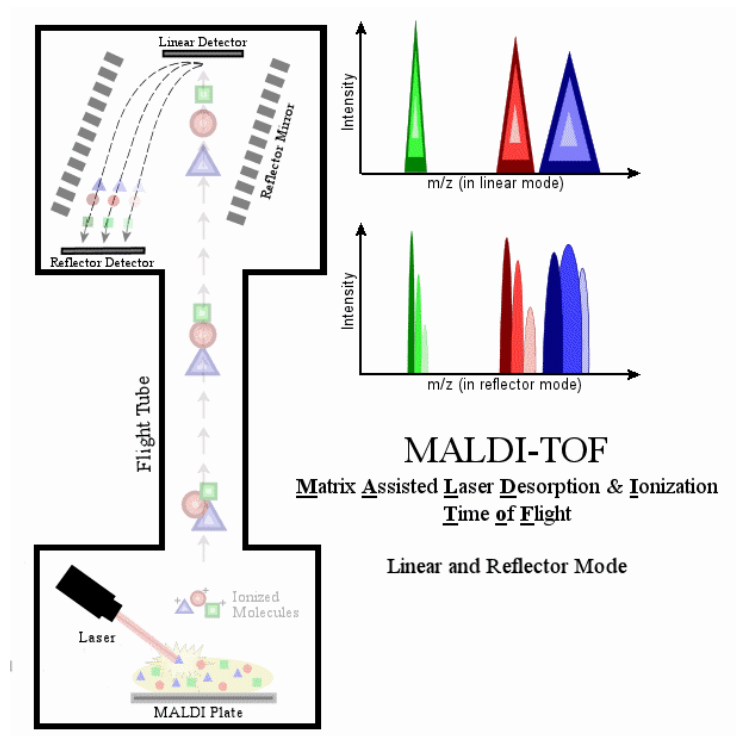 Linear Detector
Reflector Mirror
Reflector Detector
Flight Tube
+ + +
Ionized
Molecules
Laser
MALDI Plate
Intensity
m/z (in linear mode)
Intensity
m/z (in reflector mode)
MALDI-TOF
Matrix Assisted Laser Desorption & Ionization
Time of Flight
Linear and Reflector Mode